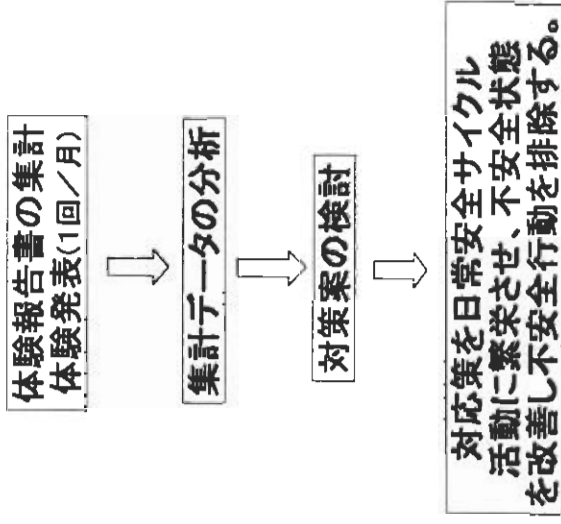 体験報告書の集計
体験発表(1回／月)
集計データの分析
対策案の検討
対応策を日常安全サイクル
活動に繁栄させ、不安全状態
を改善し不安全行動を排除する。